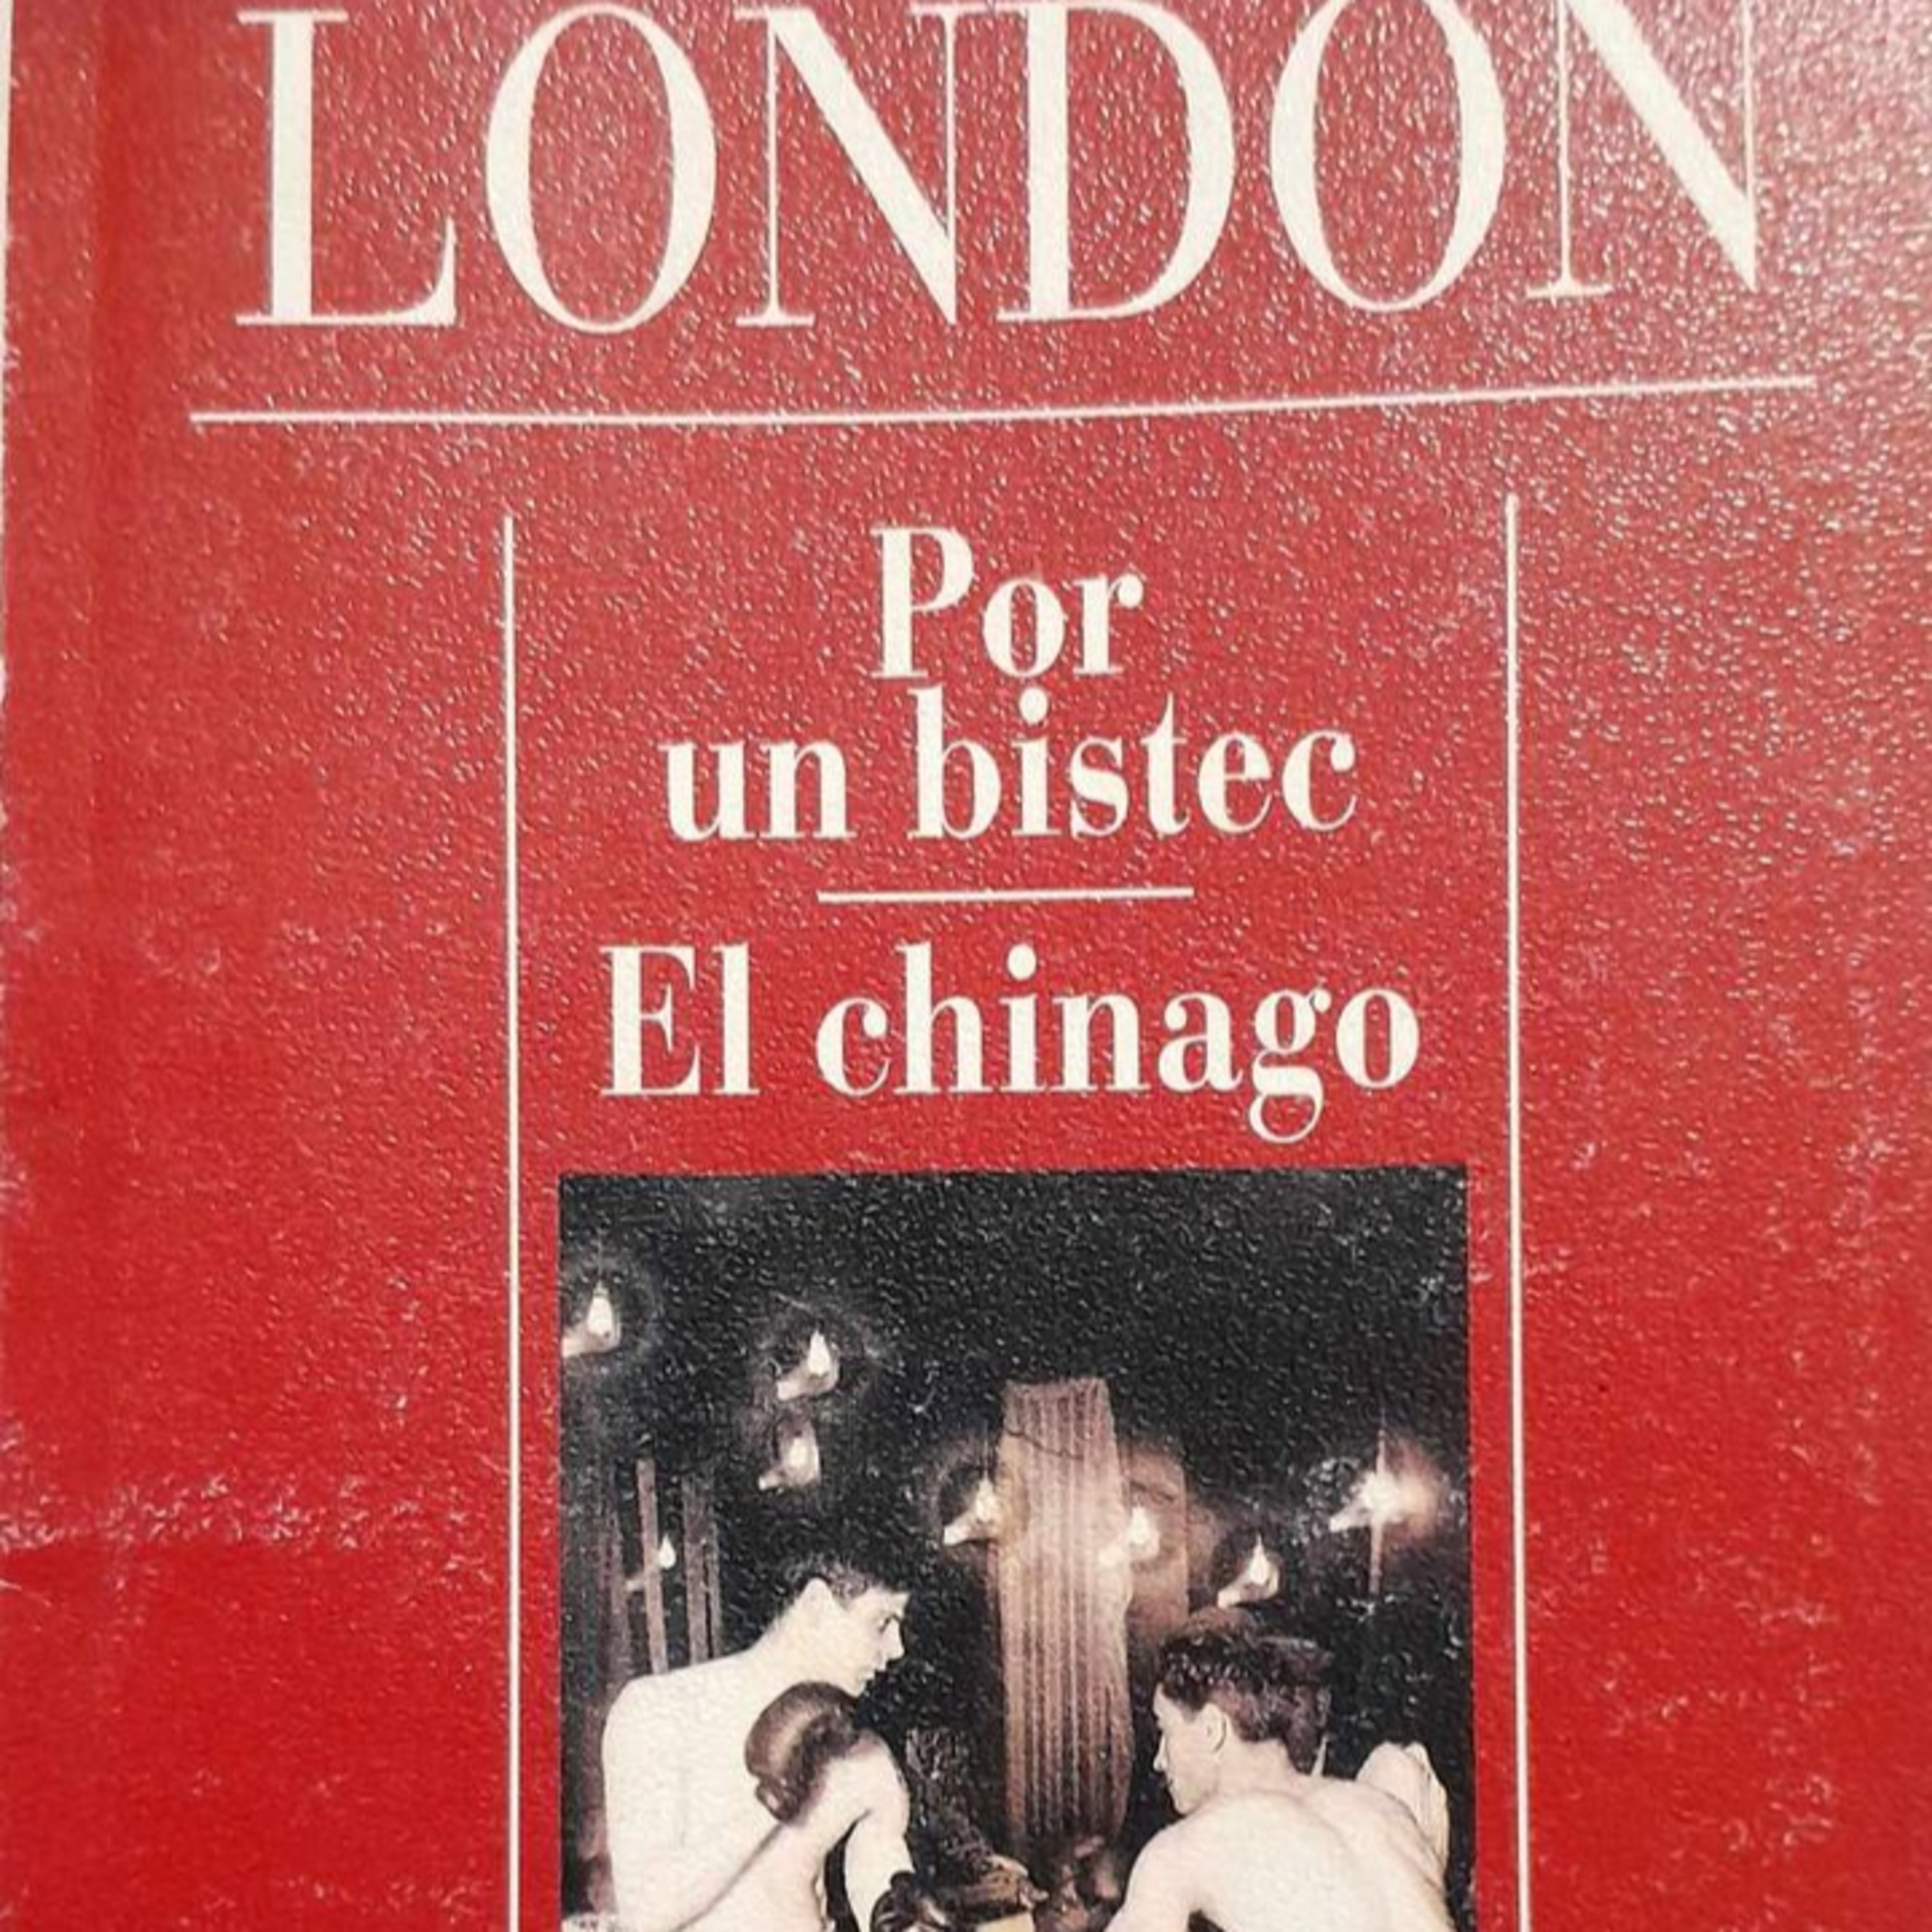 LONDON
Por
un bistec
El chinago